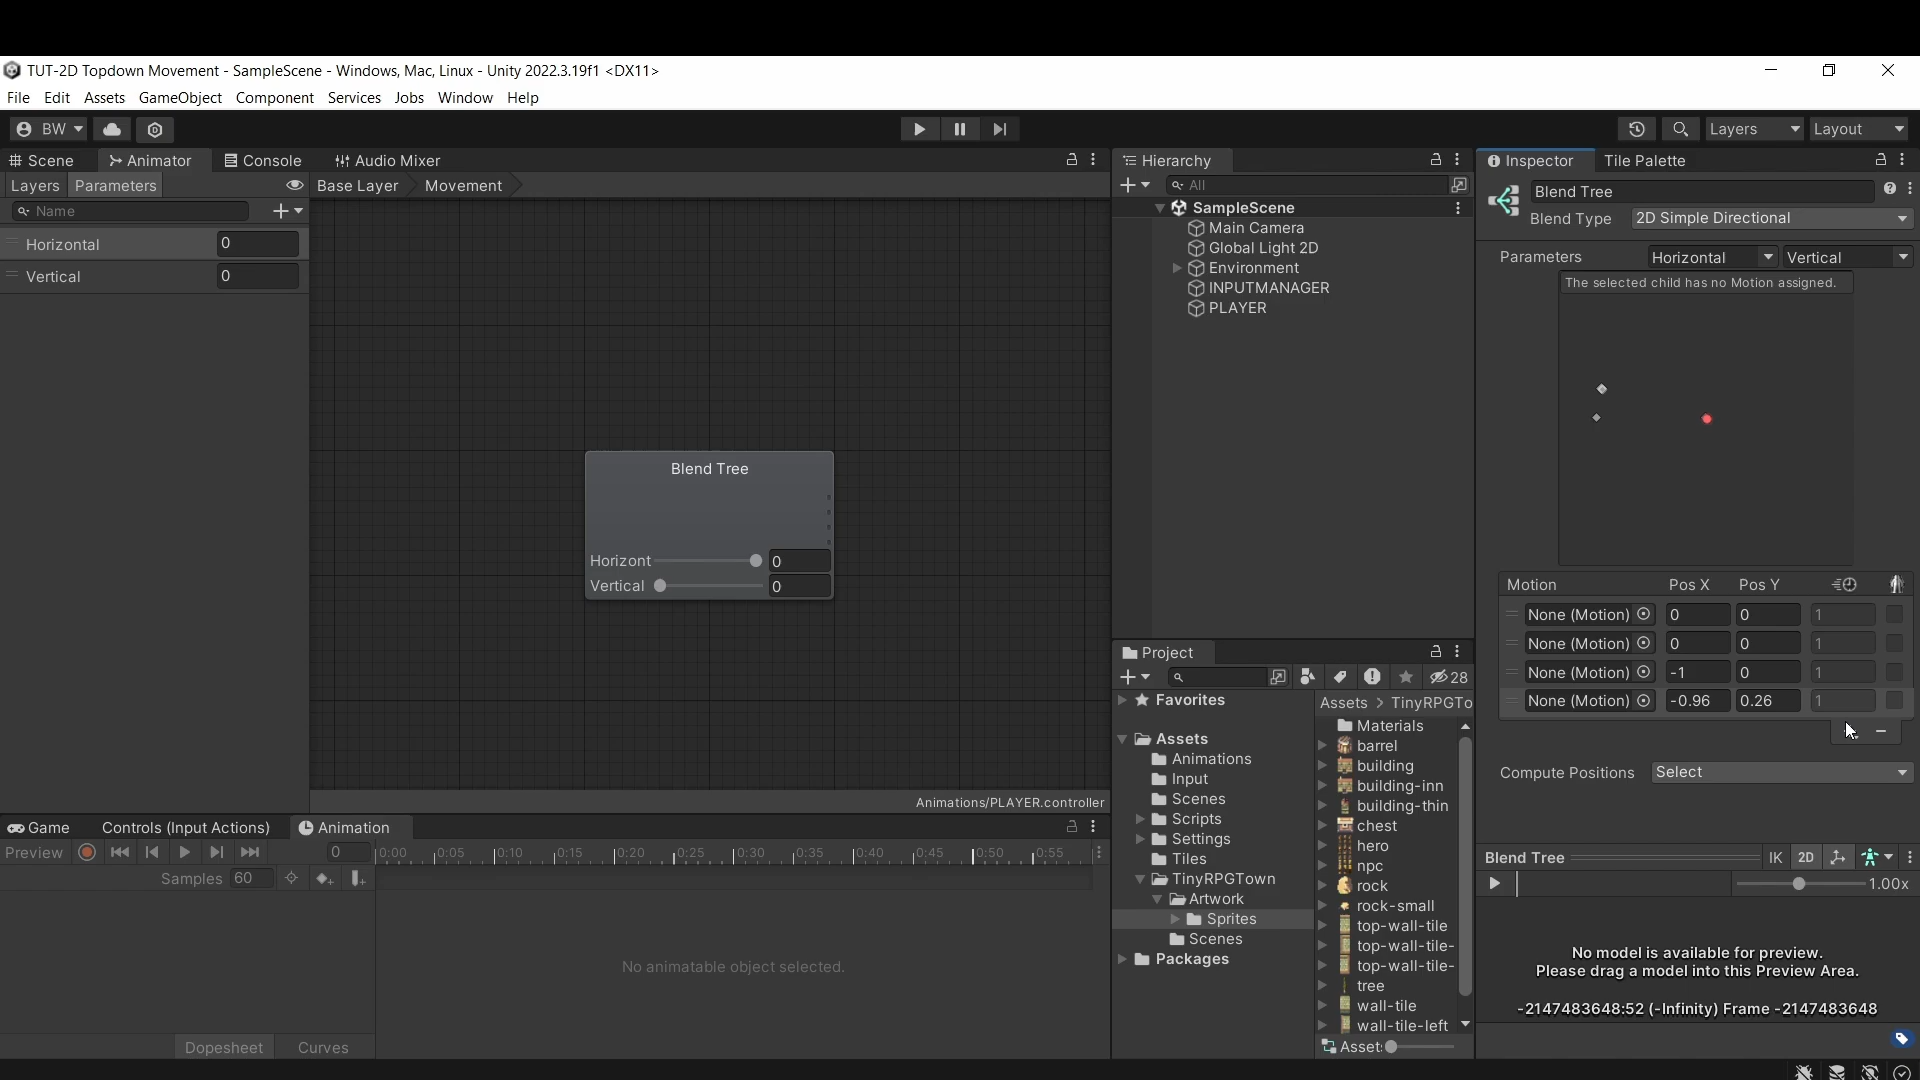 TUT-2D Topdown Movement - SampleScene - Windows, Mac, Linux - Unity 2022.3.19f1 <DX11>
File Edit Assets GameObject Component Services Jobs Window Help
BW Layers Layout
Scene Animator Console Audio Mixer
Layers Parameters Base Layer Movement
Name
Horizontal 0
Vertical 0
Blend Tree
Horizont 0
Vertical 0
Animations/PLAYER.controller
Game Controls (Input Actions) Animation
Preview 0 0:00 0:05 0:10 0:15 0:20 0:25 0:30 0:35 0:40 0:45 0:50 0:55
Samples 60
No animatable object selected.
Dopesheet Curves
Hierarchy
All
SampleScene
Main Camera
Global Light 2D
Environment
INPUTMANAGER
PLAYER
Project
28
Favorites
Assets
Animations
Input
Scenes
Scripts
Settings
Tiles
TinyRPGTown
Artwork
Sprites
Scenes
Packages
Assets > TinyRPGTo
Materials
barrel
building
building-inn
building-thin
chest
hero
npc
rock
rock-small
top-wall-tile
top-wall-tile-
top-wall-tile-
tree
wall-tile
wall-tile-left
Asset
Inspector Tile Palette
Blend Tree
Blend Type 2D Simple Directional
Parameters Horizontal Vertical
The selected child has no Motion assigned.
Motion Pos X Pos Y
None (Motion) 0 0 1
None (Motion) 0 0 1
None (Motion) -1 0 1
None (Motion) -0.96 0.26 1
Compute Positions Select
Blend Tree IK 2D
1.00x
No model is available for preview.
Please drag a model into this Preview Area.
-2147483648:52 (-Infinity) Frame -2147483648